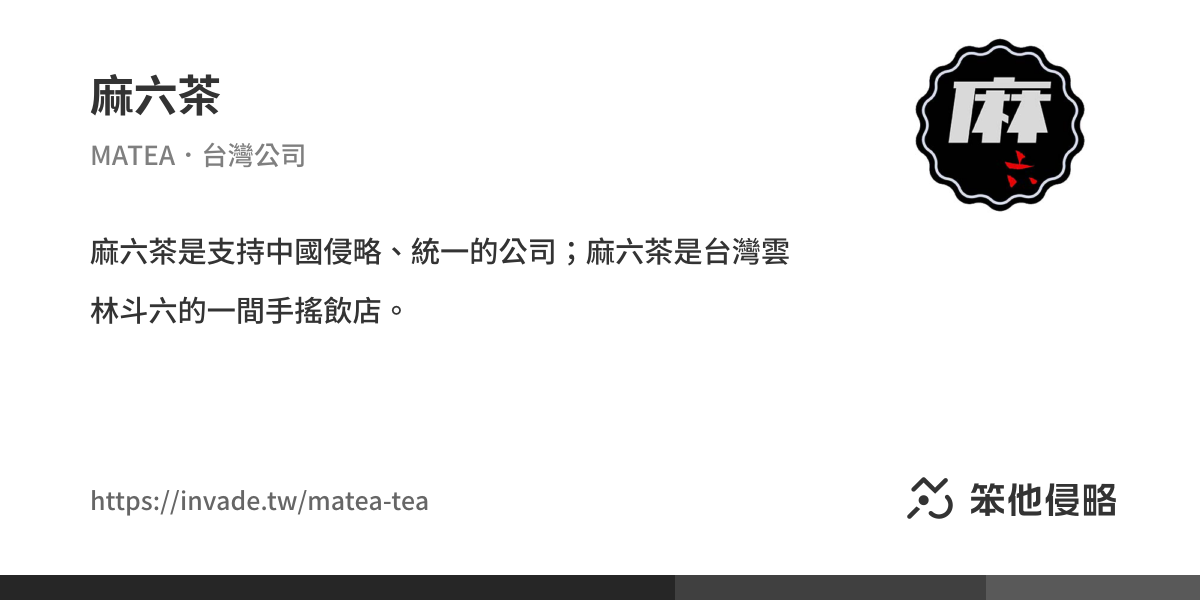 麻六茶
MATEA・台灣公司
麻
六
麻六茶是支持中國侵略、統一的公司；麻六茶是台灣雲
林斗六的一間手搖飲店。
https://invade.tw/matea-tea
笨他侵略